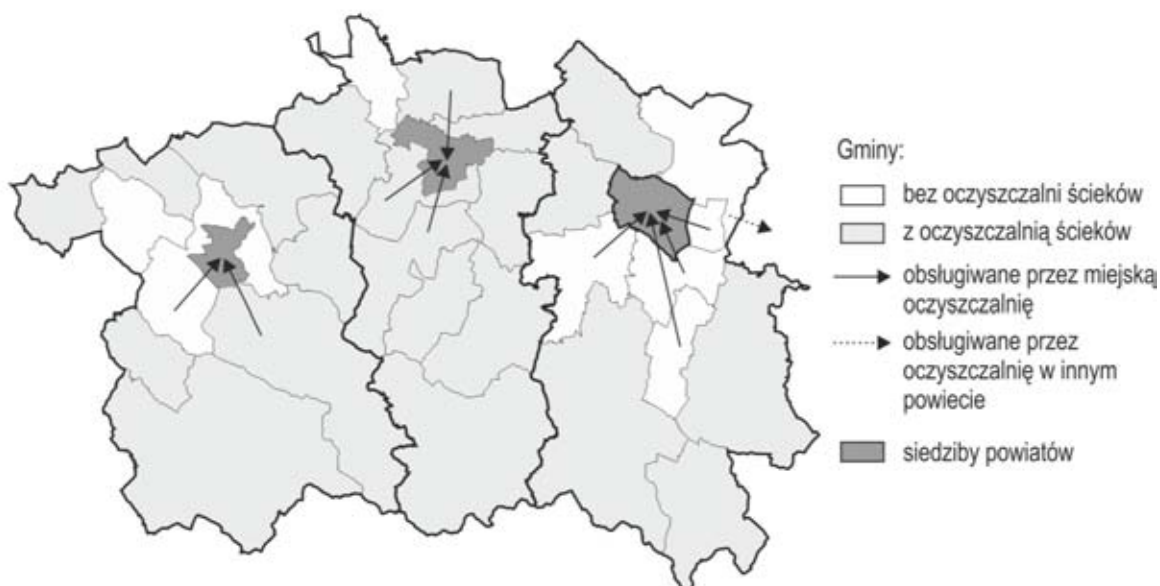 Gminy:
bez oczyszczalni ścieków
z oczyszczalnią ścieków
obsługiwane przez miejską
oczyszczalnię
obsługiwane przez
oczyszczalnię w innym
powiecie
siedziby powiatów